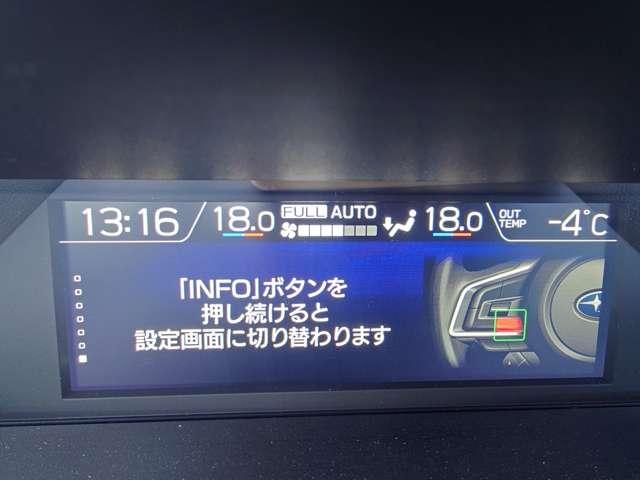 13:16 18.0 FULL AUTO 18.0 OUT TEMP -4℃
「INFO」ボタンを
押し続けると
設定画面に切り替わります